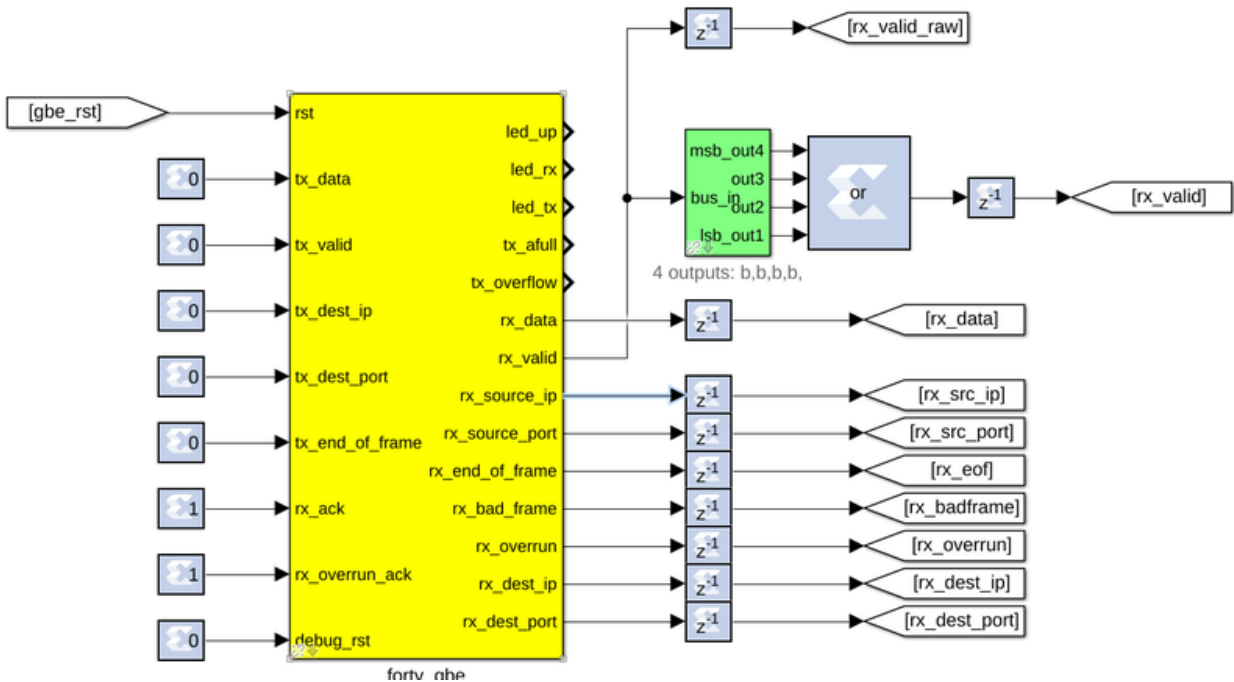 z-1
[rx_valid_raw]
[gbe_rst]
rst
led_up
led_rx
led_tx
tx_afull
tx_overflow
rx_data
rx_valid
rx_source_ip
rx_source_port
rx_end_of_frame
rx_bad_frame
rx_overrun
rx_dest_ip
rx_dest_port
0
tx_data
0
tx_valid
0
tx_dest_ip
0
tx_dest_port
0
tx_end_of_frame
1
rx_ack
1
rx_overrun_ack
0
debug_rst
forty_gbe
msb_out4
out3
bus_in
out2
lsb_out1
4 outputs: b,b,b,b,
or
z-1
[rx_valid]
z-1
[rx_data]
z-1
[rx_src_ip]
z-1
[rx_src_port]
z-1
[rx_eof]
z-1
[rx_badframe]
z-1
[rx_overrun]
z-1
[rx_dest_ip]
z-1
[rx_dest_port]